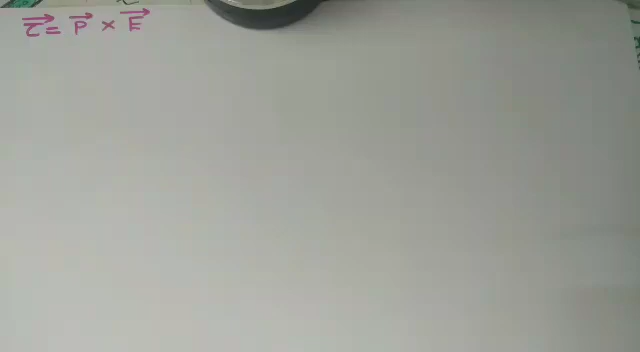 τ⃗ = P⃗ × E⃗